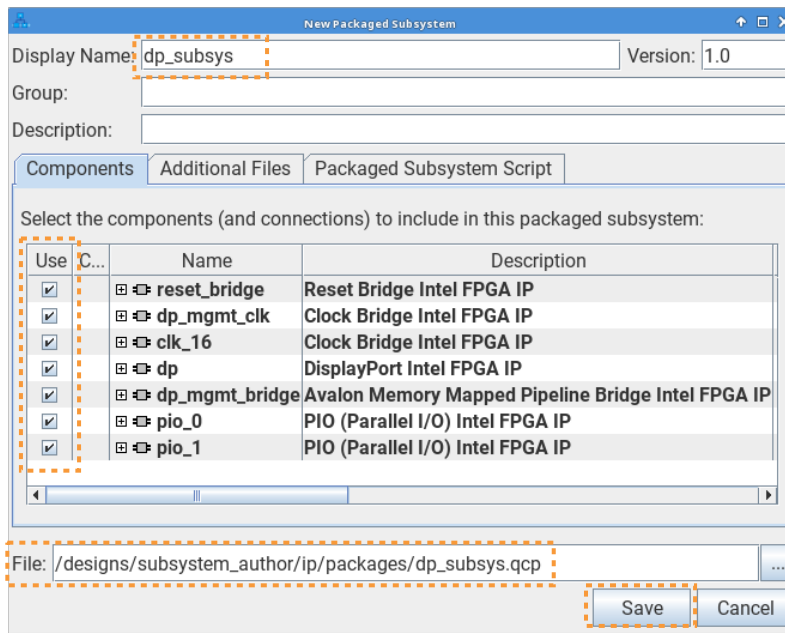 New Packaged Subsystem
Display Name: dp_subsys Version: 1.0
Group:
Description:
Components Additional Files Packaged Subsystem Script
Select the components (and connections) to include in this packaged subsystem:
Use C... Name Description
reset_bridge Reset Bridge Intel FPGA IP
dp_mgmt_clk Clock Bridge Intel FPGA IP
clk_16 Clock Bridge Intel FPGA IP
dp DisplayPort Intel FPGA IP
dp_mgmt_bridge Avalon Memory Mapped Pipeline Bridge Intel FPGA IP
pio_0 PIO (Parallel I/O) Intel FPGA IP
pio_1 PIO (Parallel I/O) Intel FPGA IP
File: /designs/subsystem_author/ip/packages/dp_subsys.qcp ...
Save Cancel